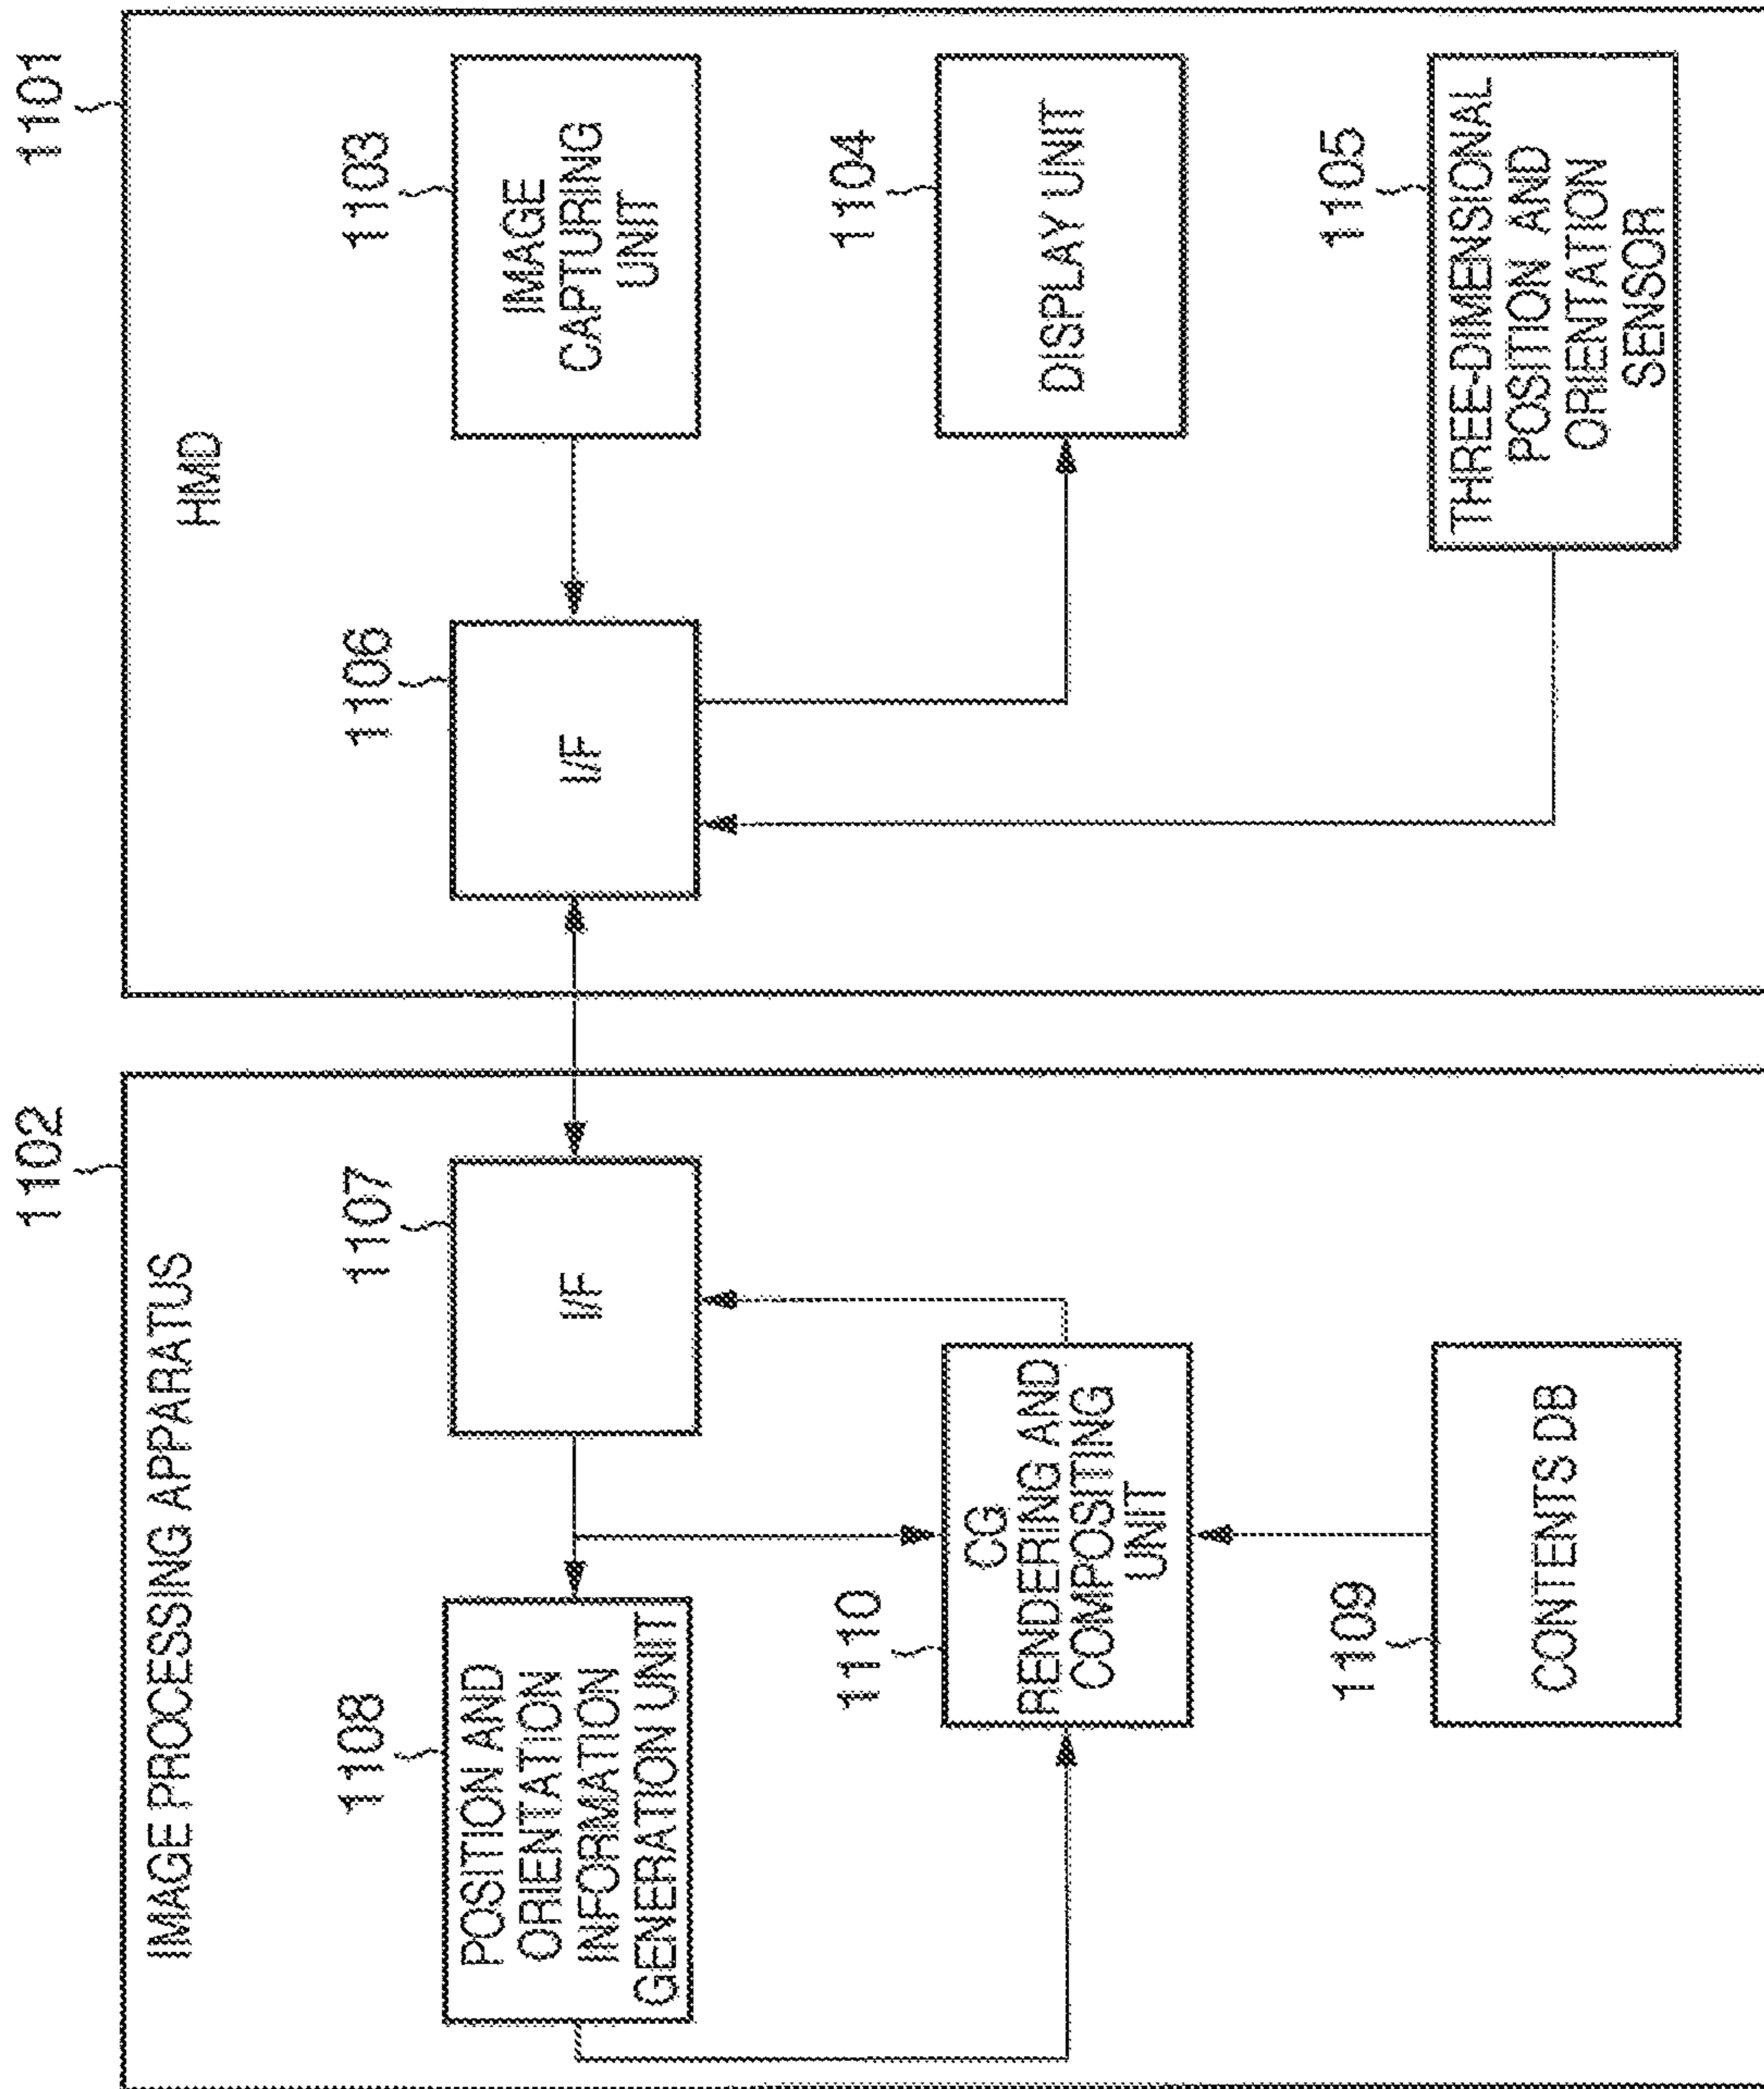 1102
IMAGE PROCESSING APPARATUS
1108
POSITION AND
ORIENTATION
INFORMATION
GENERATION UNIT
1107
I/F
1110
CG
RENDERING AND
COMPOSITING
UNIT
1109
CONTENTS DB
1101
HMD
1106
I/F
1103
IMAGE
CAPTURING
UNIT
1104
DISPLAY UNIT
1105
THREE-DIMENSIONAL
POSITION AND
ORIENTATION
SENSOR